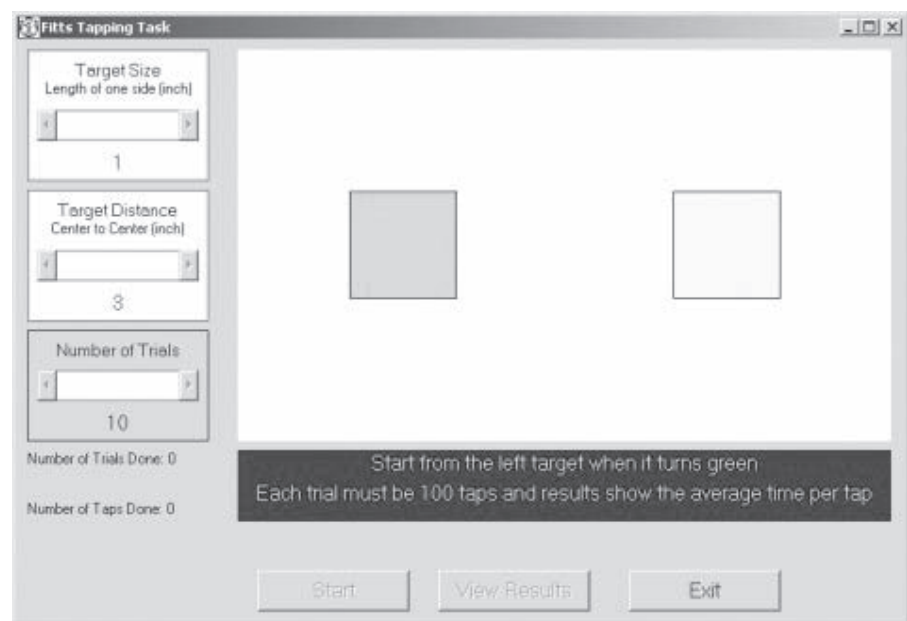 Fitts Tapping Task
Target Size
Length of one side (inch)
1
Target Distance
Center to Center (inch)
3
Number of Trials
10
Number of Trials Done: 0
Number of Taps Done: 0
Start from the left target when it turns green
Each trial must be 100 taps and results show the average time per tap
Start
View Results
Exit